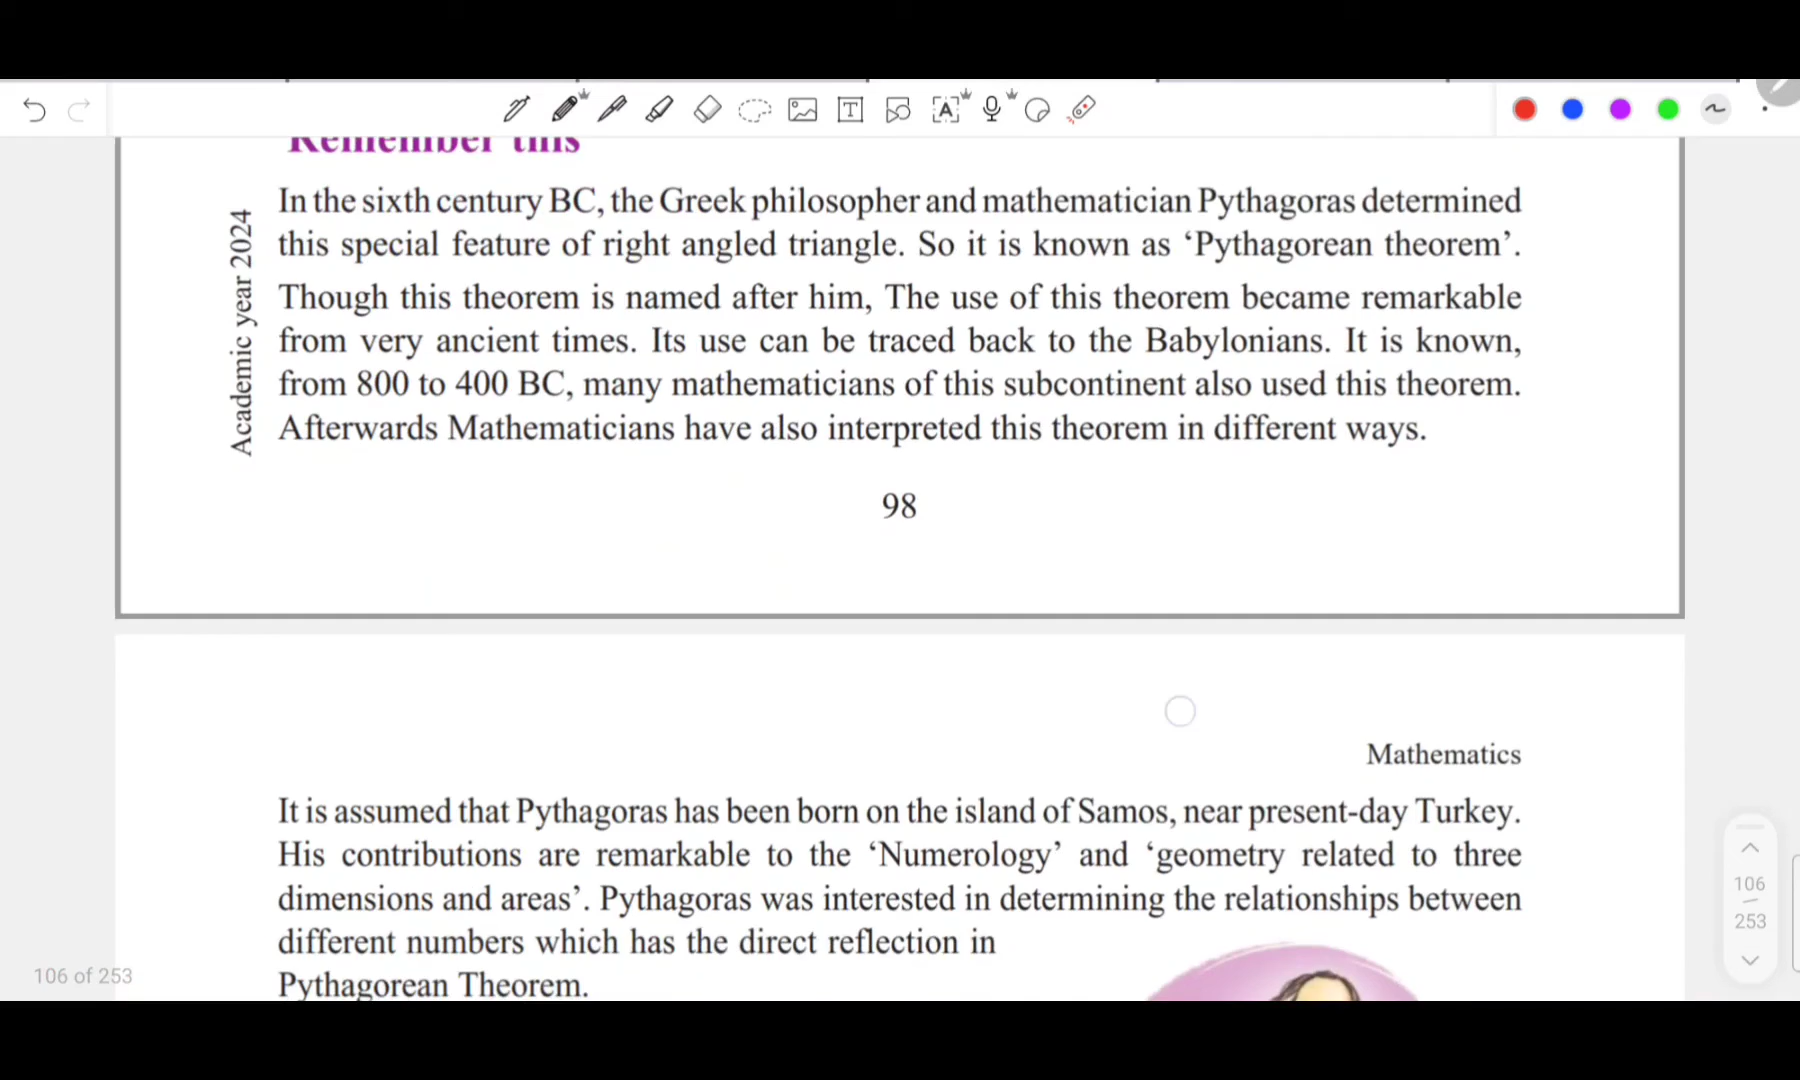 Remember this
In the sixth century BC, the Greek philosopher and mathematician Pythagoras determined
this special feature of right angled triangle. So it is known as ‘Pythagorean theorem’.
Though this theorem is named after him, The use of this theorem became remarkable
from very ancient times. Its use can be traced back to the Babylonians. It is known,
from 800 to 400 BC, many mathematicians of this subcontinent also used this theorem.
Afterwards Mathematicians have also interpreted this theorem in different ways.
Academic year 2024
98
Mathematics
It is assumed that Pythagoras has been born on the island of Samos, near present-day Turkey.
His contributions are remarkable to the ‘Numerology’ and ‘geometry related to three
dimensions and areas’. Pythagoras was interested in determining the relationships between
different numbers which has the direct reflection in
Pythagorean Theorem.
106
253
106 of 253